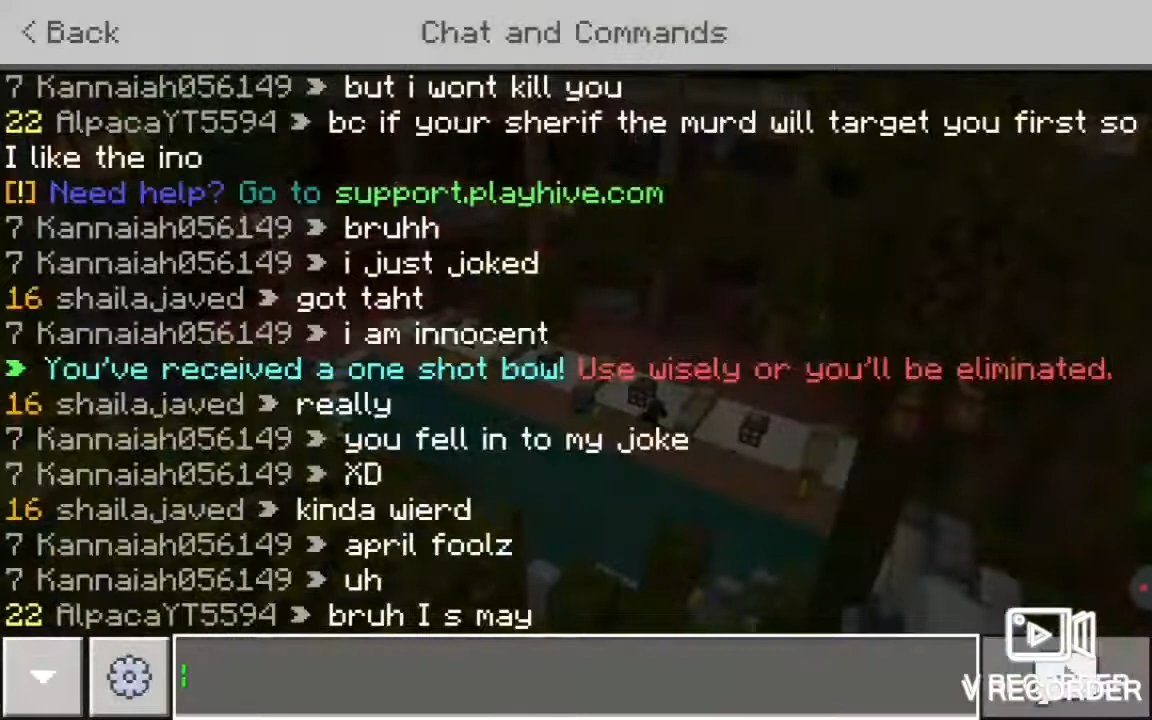 < Back
Chat and Commands
7 Kannaiah056149 » but i wont kill you
22 AlpacaYT5594 » bc if your sherif the murd will target you first so
I like the ino
[!] Need help? Go to support.playhive.com
7 Kannaiah056149 » bruhh
7 Kannaiah056149 » i just joked
16 shailajaved » got taht
7 Kannaiah056149 » i am innocent
» You've received a one shot bow! Use wisely or you'll be eliminated.
16 shailajaved » really
7 Kannaiah056149 » you fell in to my joke
7 Kannaiah056149 » XD
16 shailajaved » kinda wierd
7 Kannaiah056149 » april foolz
7 Kannaiah056149 » uh
22 AlpacaYT5594 » bruh I s may
V RECORDER